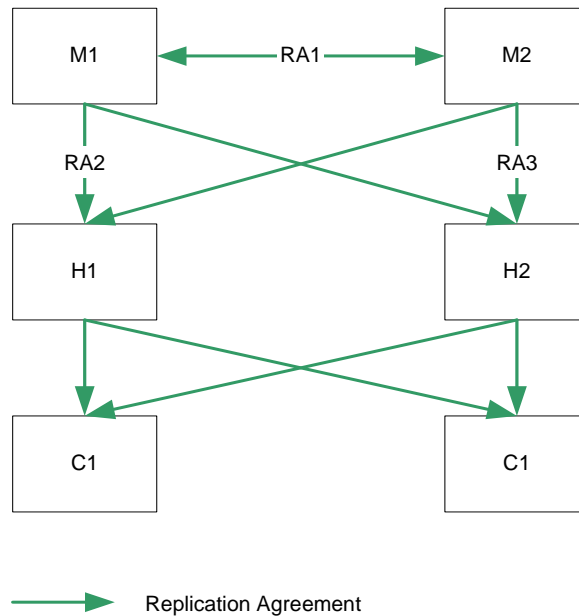 M1
RA1
M2
RA2
RA3
H1
H2
C1
C1
Replication Agreement